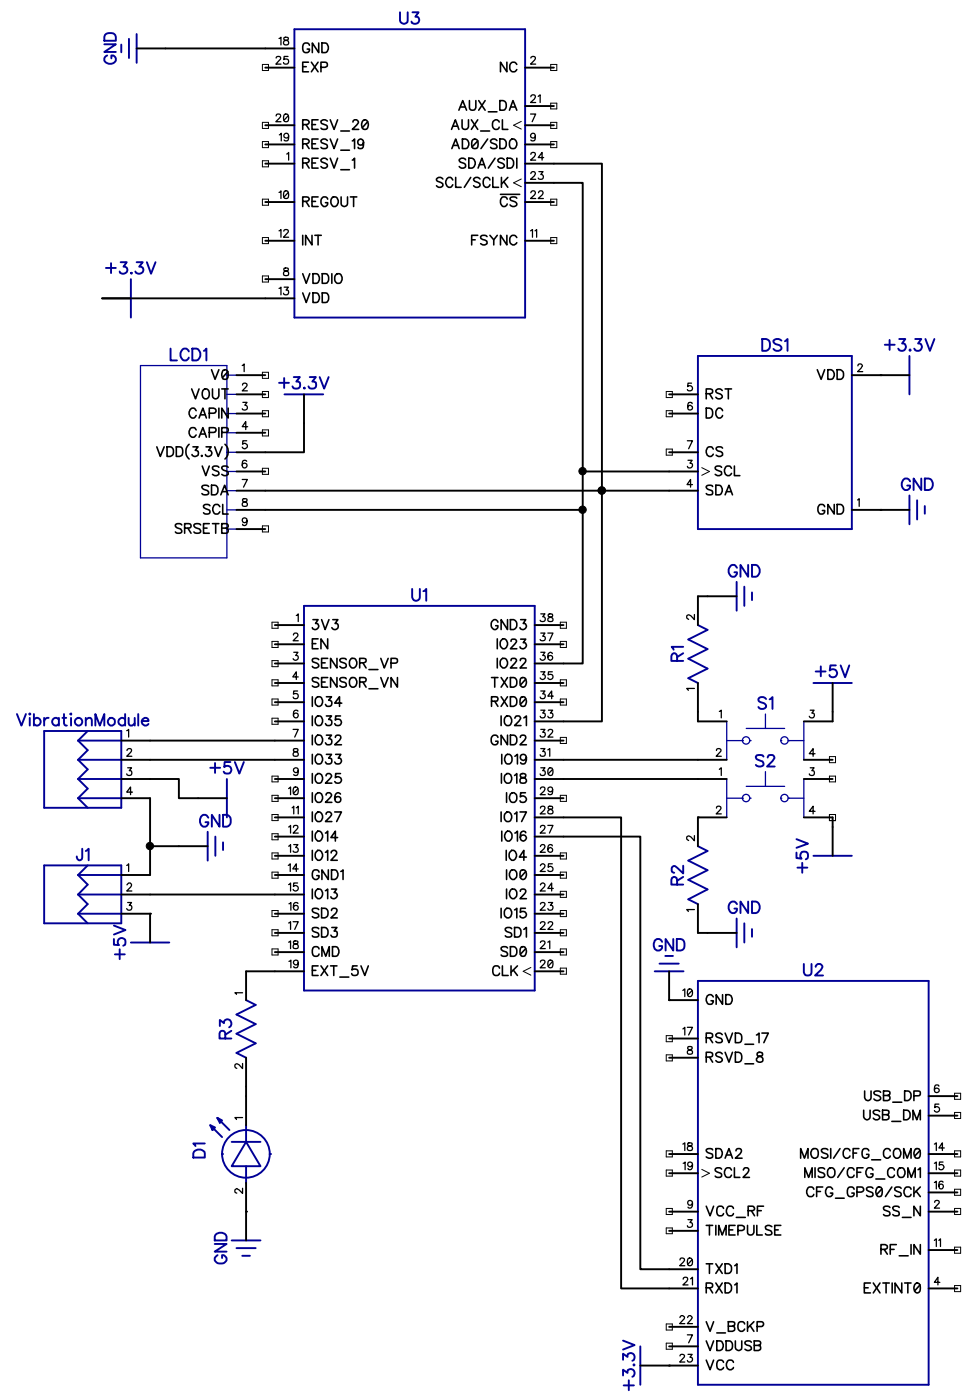 U3
GND
18 GND
25 EXP
20 RESV_20
19 RESV_19
1 RESV_1
10 REGOUT
12 INT
8 VDDIO
13 VDD
NC 2
AUX_DA 21
AUX_CL < 7
AD0/SDO 9
SDA/SDI 24
SCL/SCLK < 23
CS 22
FSYNC 11
+3.3V
LCD1
V0 1
VOUT 2
CAPIN 3
CAPIP 4
VDD(3.3V) 5
VSS 6
SDA 7
SCL 8
SRSETB 9
+3.3V
DS1
5 RST
6 DC
7 CS
3 >SCL
4 SDA
VDD 2
GND 1
+3.3V
GND
U1
1 3V3
2 EN
3 SENSOR_VP
4 SENSOR_VN
5 IO34
6 IO35
7 IO32
8 IO33
9 IO25
10 IO26
11 IO27
12 IO14
13 IO12
14 GND1
15 IO13
16 SD2
17 SD3
18 CMD
19 EXT_5V
GND3 38
IO23 37
IO22 36
TXD0 35
RXD0 34
IO21 33
GND2 32
IO19 31
IO18 30
IO5 29
IO17 28
IO16 27
IO4 26
IO0 25
IO2 24
IO15 23
SD1 22
SD0 21
CLK < 20
VibrationModule
1
2
3
4
+5V
GND
J1
1
2
3
+5V
GND
2
R1
1
+5V
S1
1
2
3
4
S2
1
2
3
4
+5V
2
R2
1
GND
1
R3
2
1
D1
2
GND
GND
U2
10 GND
17 RSVD_17
8 RSVD_8
18 SDA2
19 >SCL2
9 VCC_RF
3 TIMEPULSE
20 TXD1
21 RXD1
22 V_BCKP
7 VDDUSB
23 VCC
USB_DP 6
USB_DM 5
MOSI/CFG_COM0 14
MISO/CFG_COM1 15
CFG_GPS0/SCK 16
SS_N 2
RF_IN 11
EXTINT0 4
+3.3V